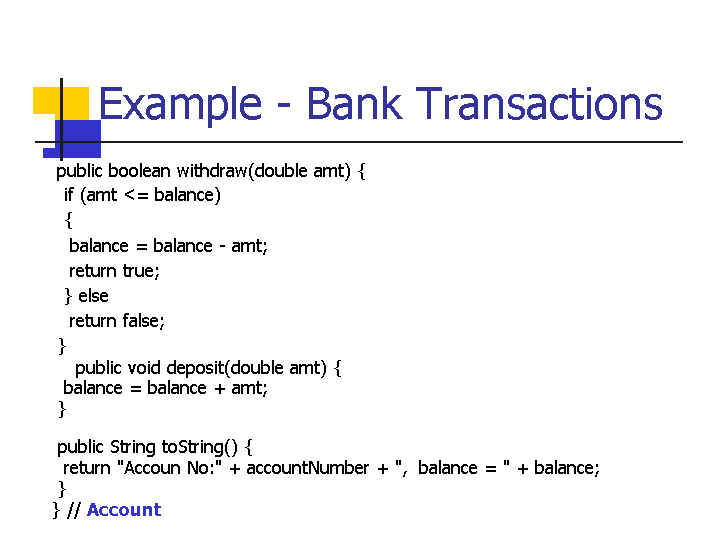 Example - Bank Transactions
public boolean withdraw(double amt) {
if (amt <= balance)
{
balance = balance - amt;
return true;
} else
return false;
}
public void deposit(double amt) {
balance = balance + amt;
}
public String toString() {
return "Accoun No:" + accountNumber + ", balance = " + balance;
}
} // Account